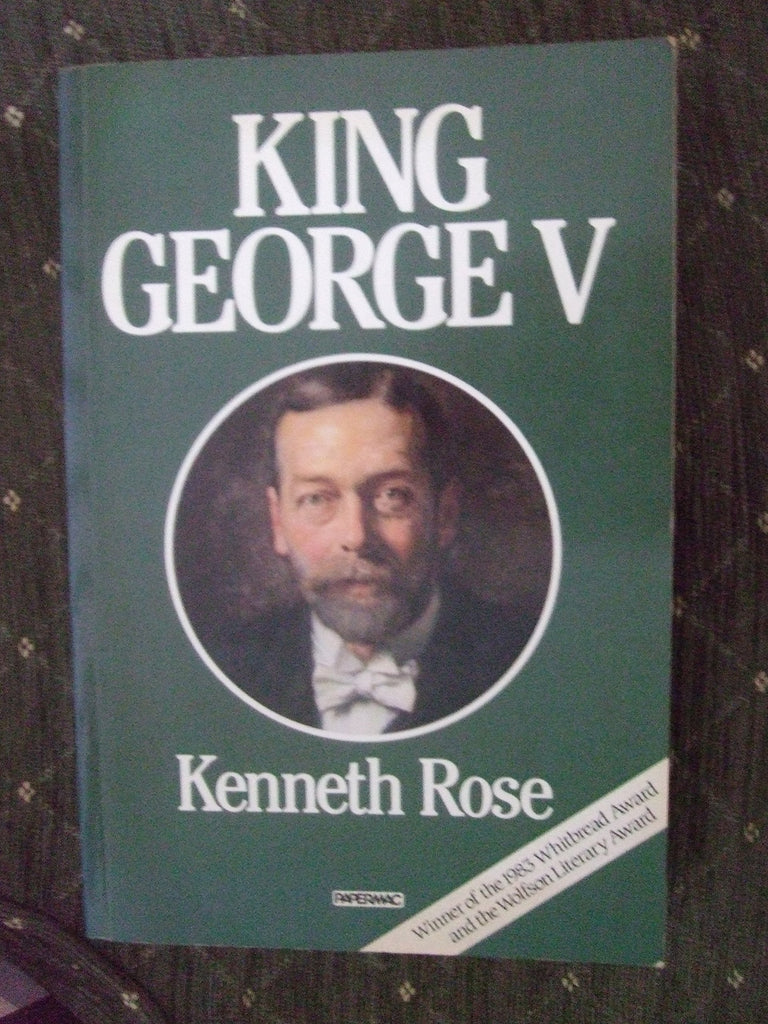 KING
GEORGE V
Kenneth Rose
Winner of the 1983 Whitbread Award
and the Wolfson Literary Award
PAPERMAC